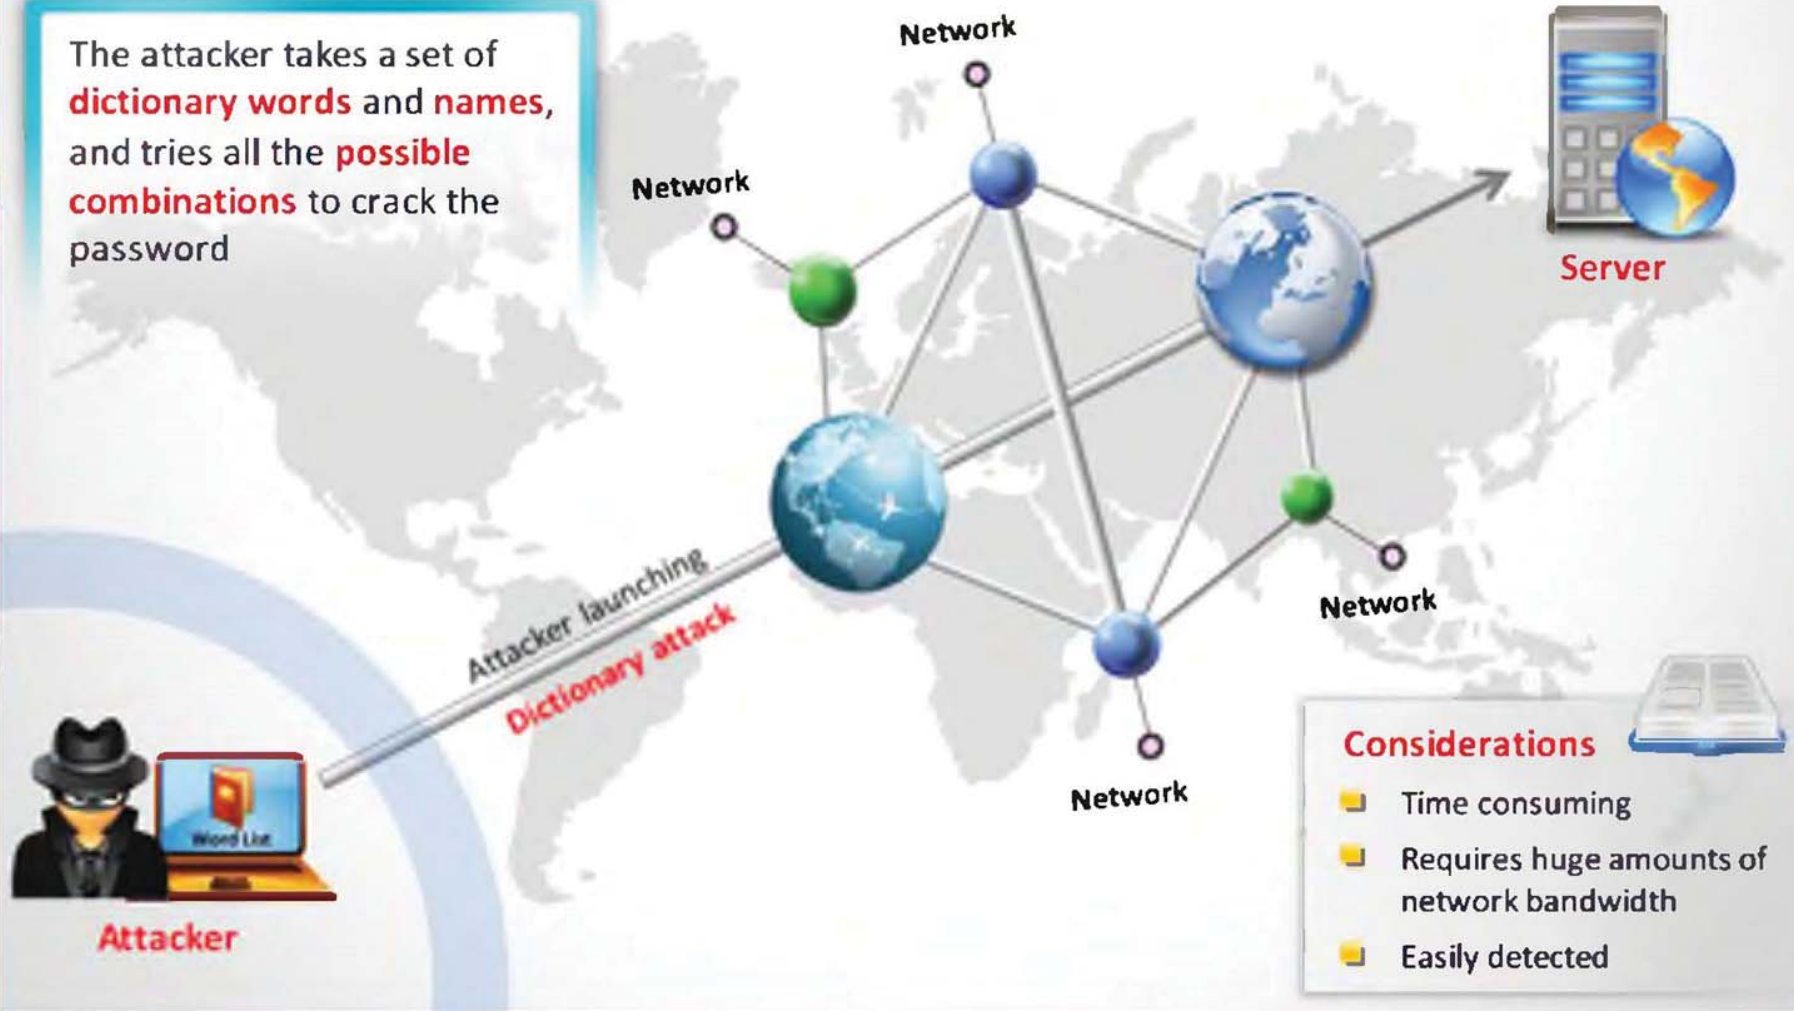 The attacker takes a set of
dictionary words and names,
and tries all the possible
combinations to crack the
password
Network
Network
Server
Attacker launching
Dictionary attack
Network
Network
Word List
Attacker
Considerations
Time consuming
Requires huge amounts of
network bandwidth
Easily detected